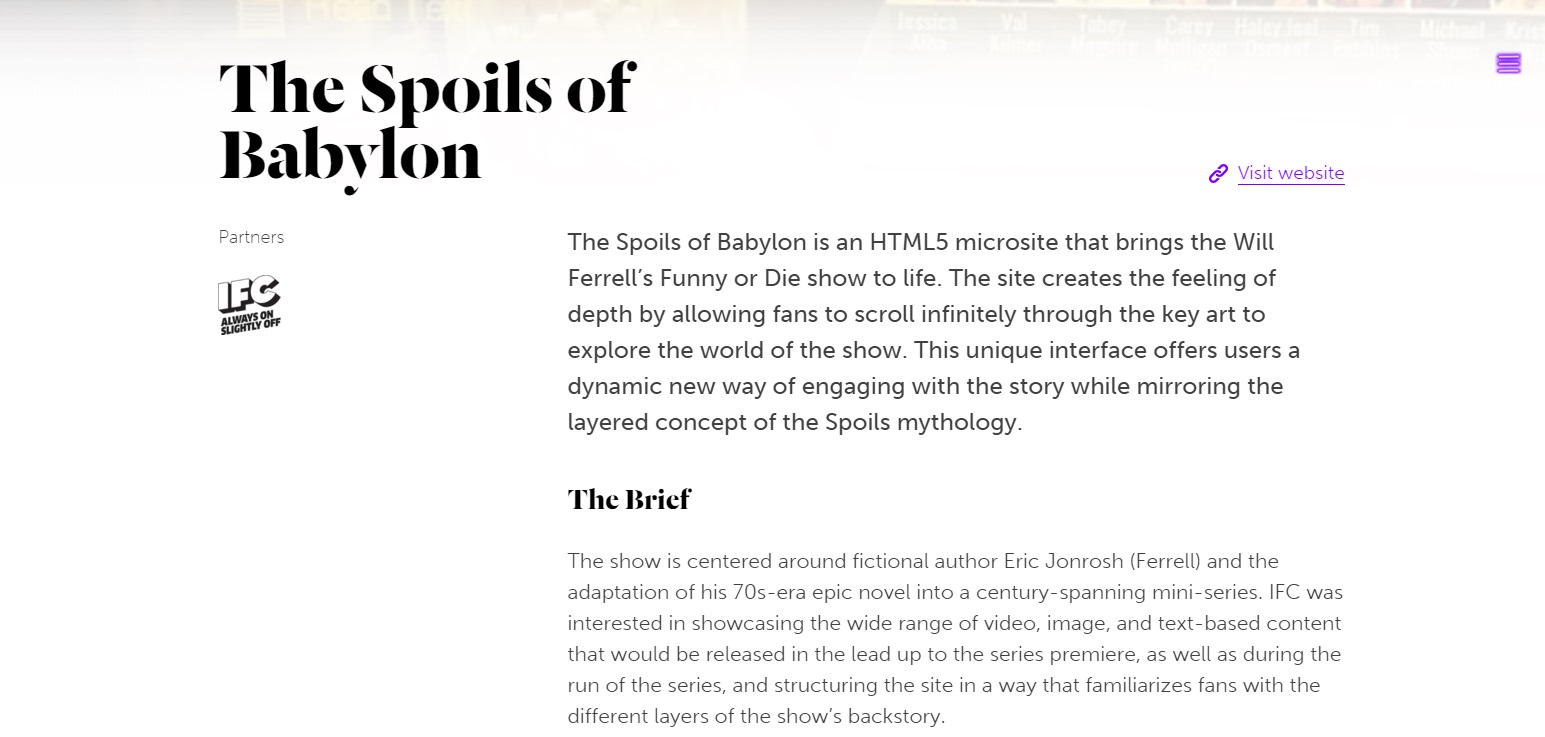 Jessica Val Tobey Carey Haley Joel Tim Michael
Alba Kilmer Maguire Mulligan Osment Robbins
The Spoils of
Babylon
Visit website
Partners
IFC
ALWAYS ON
SLIGHTLY OFF
The Spoils of Babylon is an HTML5 microsite that brings the Will
Ferrell’s Funny or Die show to life. The site creates the feeling of
depth by allowing fans to scroll infinitely through the key art to
explore the world of the show. This unique interface offers users a
dynamic new way of engaging with the story while mirroring the
layered concept of the Spoils mythology.
The Brief
The show is centered around fictional author Eric Jonrosh (Ferrell) and the
adaptation of his 70s-era epic novel into a century-spanning mini-series. IFC was
interested in showcasing the wide range of video, image, and text-based content
that would be released in the lead up to the series premiere, as well as during the
run of the series, and structuring the site in a way that familiarizes fans with the
different layers of the show’s backstory.